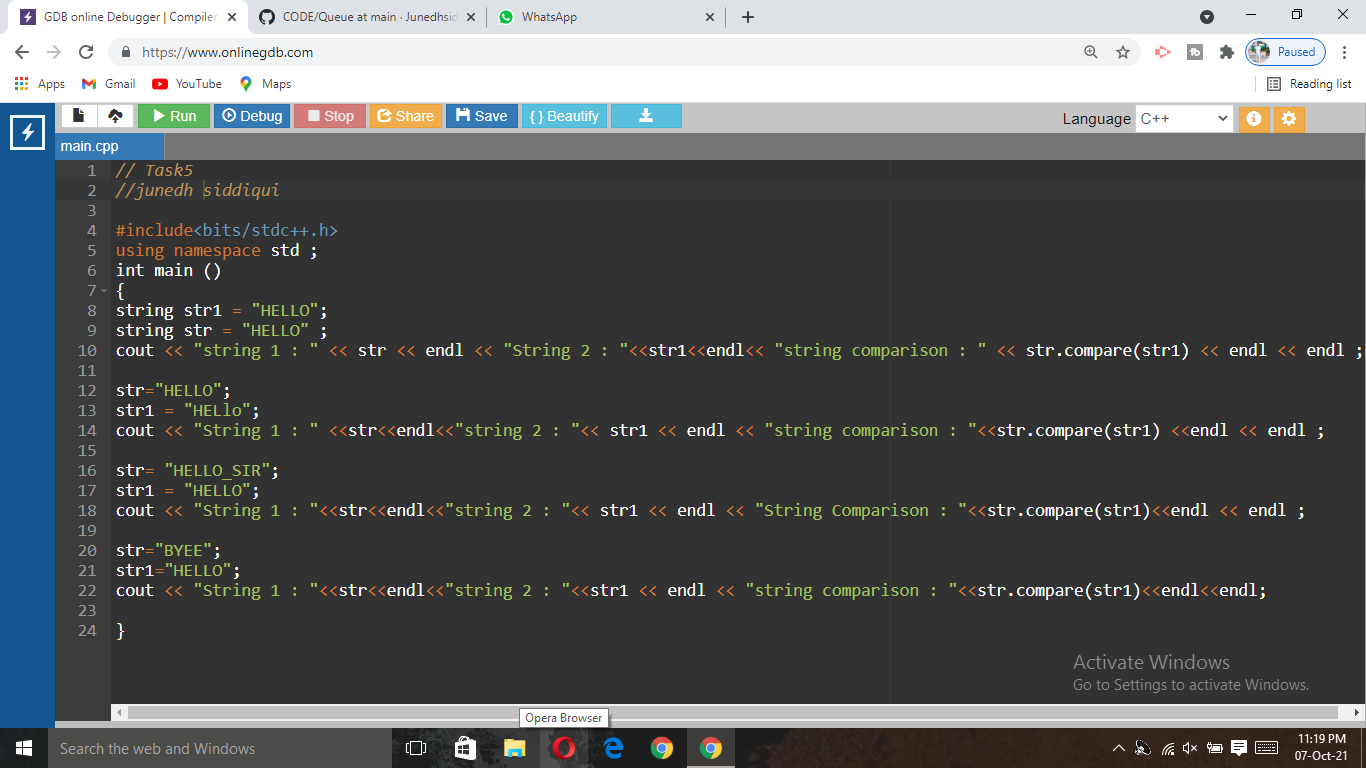 GDB online Debugger | Compiler
CODE/Queue at main · Junedhsid
WhatsApp
https://www.onlinegdb.com
Paused
Apps
Gmail
YouTube
Maps
Reading list
Run
Debug
Stop
Share
Save
{ } Beautify
Language C++
main.cpp
1 // Task5
2 //junedh siddiqui
3
4 #include<bits/stdc++.h>
5 using namespace std ;
6 int main ()
7 {
8 string str1 = "HELLO";
9 string str = "HELLO" ;
10 cout << "string 1 : " << str << endl << "String 2 : "<<str1<<endl<< "string comparison : " << str.compare(str1) << endl << endl ;
11
12 str="HELLO";
13 str1 = "HELlo";
14 cout << "String 1 : " <<str<<endl<<"string 2 : "<< str1 << endl << "string comparison : "<<str.compare(str1) <<endl << endl ;
15
16 str= "HELLO_SIR";
17 str1 = "HELLO";
18 cout << "String 1 : "<<str<<endl<<"string 2 : "<< str1 << endl << "String Comparison : "<<str.compare(str1)<<endl << endl ;
19
20 str="BYEE";
21 str1="HELLO";
22 cout << "String 1 : "<<str<<endl<<"string 2 : "<<str1 << endl << "string comparison : "<<str.compare(str1)<<endl<<endl;
23
24 }
Activate Windows
Go to Settings to activate Windows.
Opera Browser
Search the web and Windows
11:19 PM
07-Oct-21